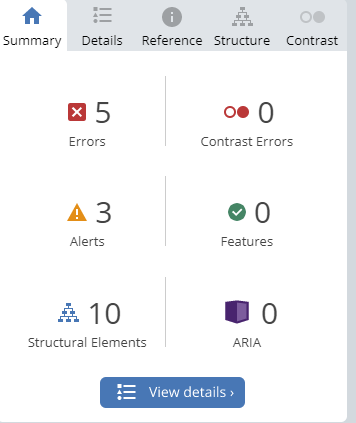 Summary Details Reference Structure Contrast
5 0
Errors Contrast Errors
3 0
Alerts Features
10 0
Structural Elements ARIA
View details ›